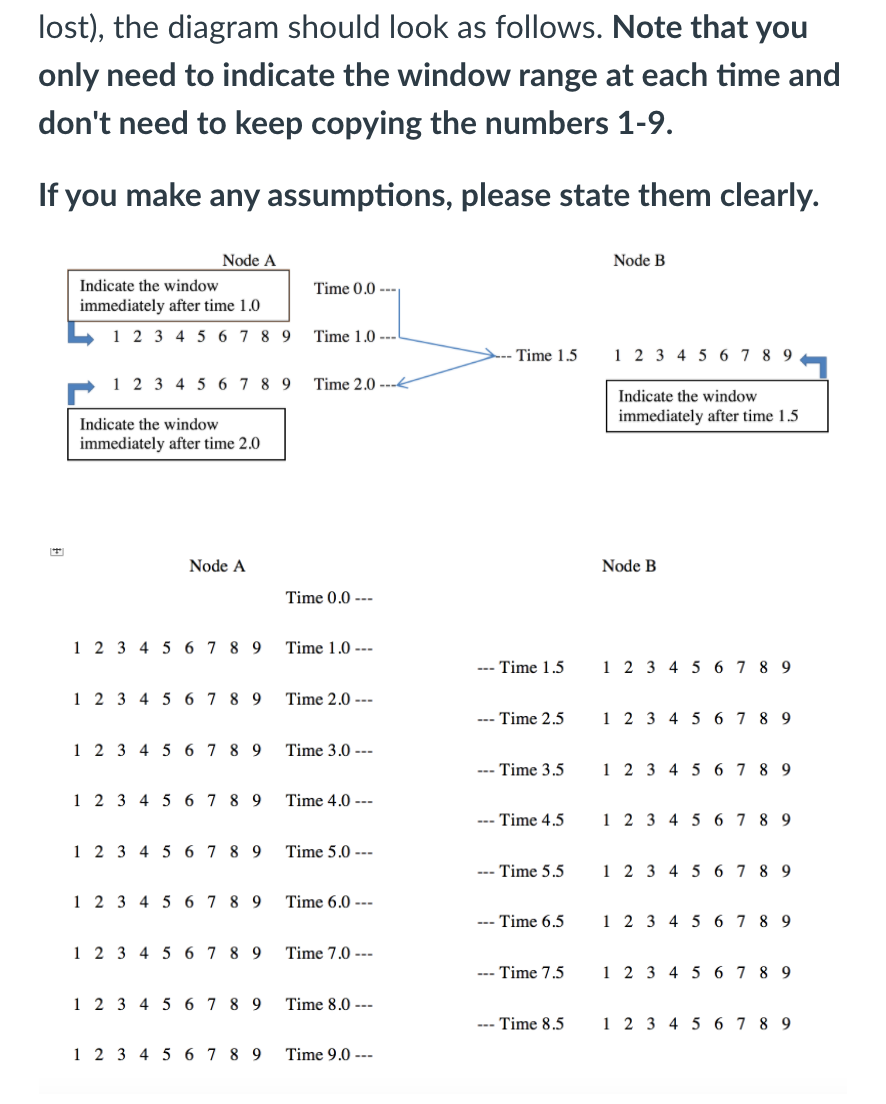 lost), the diagram should look as follows. Note that you
only need to indicate the window range at each time and
don't need to keep copying the numbers 1-9.
If you make any assumptions, please state them clearly.
Node A
Node B
Indicate the window
immediately after time 1.0
Time 0.0 ---
1 2 3 4 5 6 7 8 9 Time 1.0 ---
--- Time 1.5 1 2 3 4 5 6 7 8 9
1 2 3 4 5 6 7 8 9 Time 2.0 ---
Indicate the window
immediately after time 1.5
Indicate the window
immediately after time 2.0
Node A
Node B
Time 0.0 ---
1 2 3 4 5 6 7 8 9 Time 1.0 ---
--- Time 1.5 1 2 3 4 5 6 7 8 9
1 2 3 4 5 6 7 8 9 Time 2.0 ---
--- Time 2.5 1 2 3 4 5 6 7 8 9
1 2 3 4 5 6 7 8 9 Time 3.0 ---
--- Time 3.5 1 2 3 4 5 6 7 8 9
1 2 3 4 5 6 7 8 9 Time 4.0 ---
--- Time 4.5 1 2 3 4 5 6 7 8 9
1 2 3 4 5 6 7 8 9 Time 5.0 ---
--- Time 5.5 1 2 3 4 5 6 7 8 9
1 2 3 4 5 6 7 8 9 Time 6.0 ---
--- Time 6.5 1 2 3 4 5 6 7 8 9
1 2 3 4 5 6 7 8 9 Time 7.0 ---
--- Time 7.5 1 2 3 4 5 6 7 8 9
1 2 3 4 5 6 7 8 9 Time 8.0 ---
--- Time 8.5 1 2 3 4 5 6 7 8 9
1 2 3 4 5 6 7 8 9 Time 9.0 ---